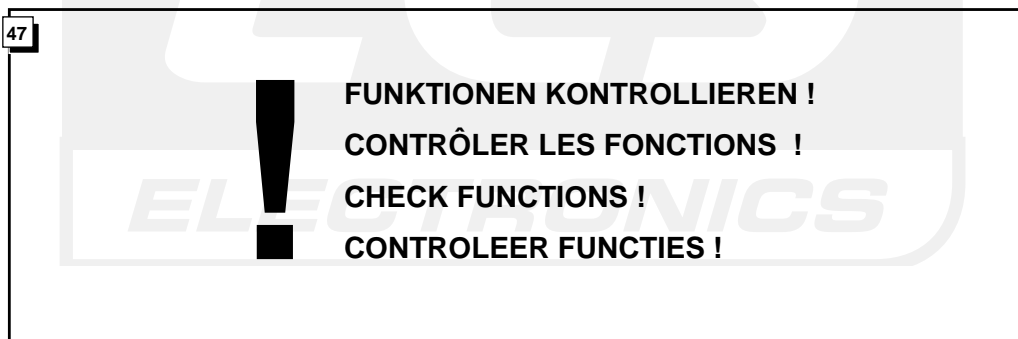 47
FUNKTIONEN KONTROLLIEREN !
CONTRÔLER LES FONCTIONS !
CHECK FUNCTIONS !
CONTROLEER FUNCTIES !
!
ELECTRONICS